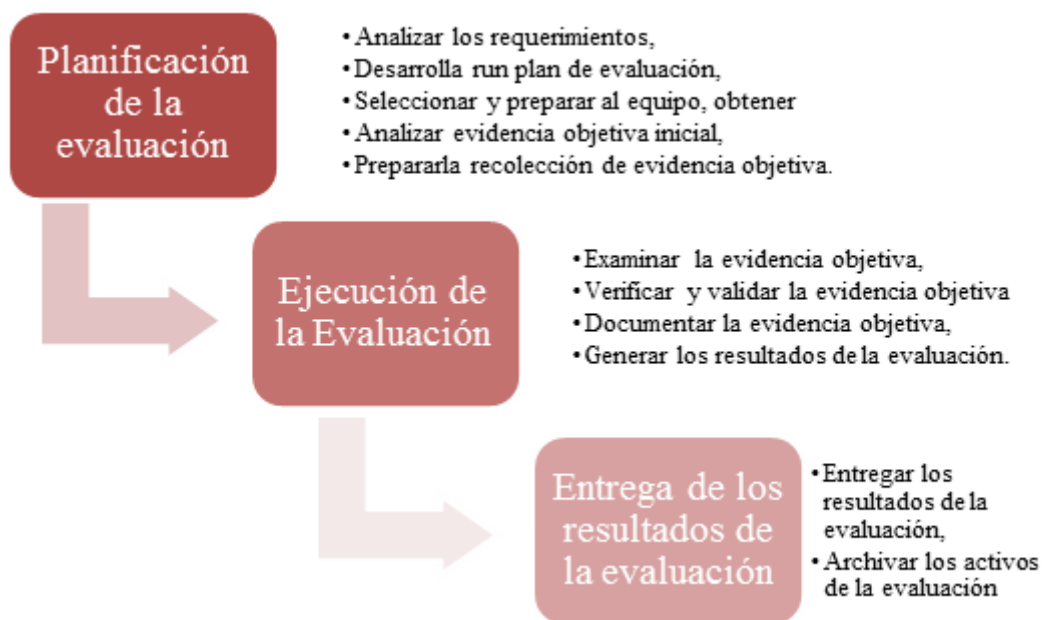 Planificación
de la
evaluación
• Analizar los requerimientos,
• Desarrolla run plan de evaluación,
• Seleccionar y preparar al equipo, obtener
• Analizar evidencia objetiva inicial,
• Prepararla recolección de evidencia objetiva.
Ejecución de
la Evaluación
• Examinar la evidencia objetiva,
• Verificar y validar la evidencia objetiva
• Documentar la evidencia objetiva,
• Generar los resultados de la evaluación.
Entrega de los
resultados de
la evaluación
• Entregar los
resultados de la
evaluación,
• Archivar los activos
de la evaluación